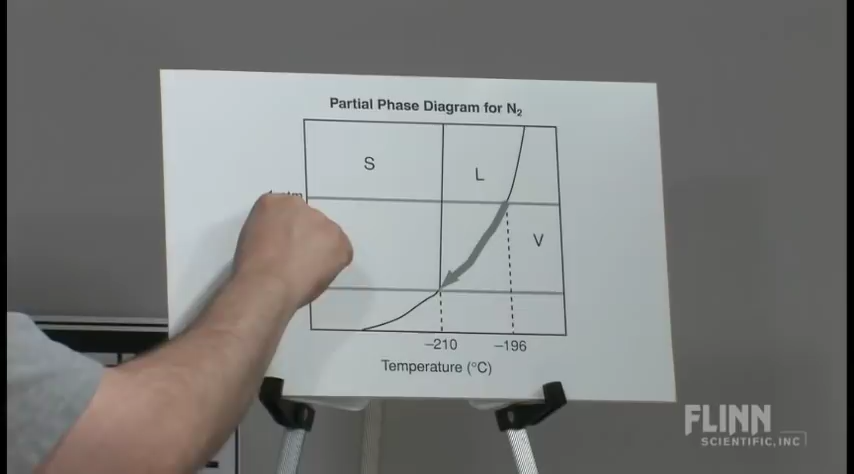 Partial Phase Diagram for N₂
S
L
V
–210
–196
Temperature (°C)
FLINN
SCIENTIFIC, INC